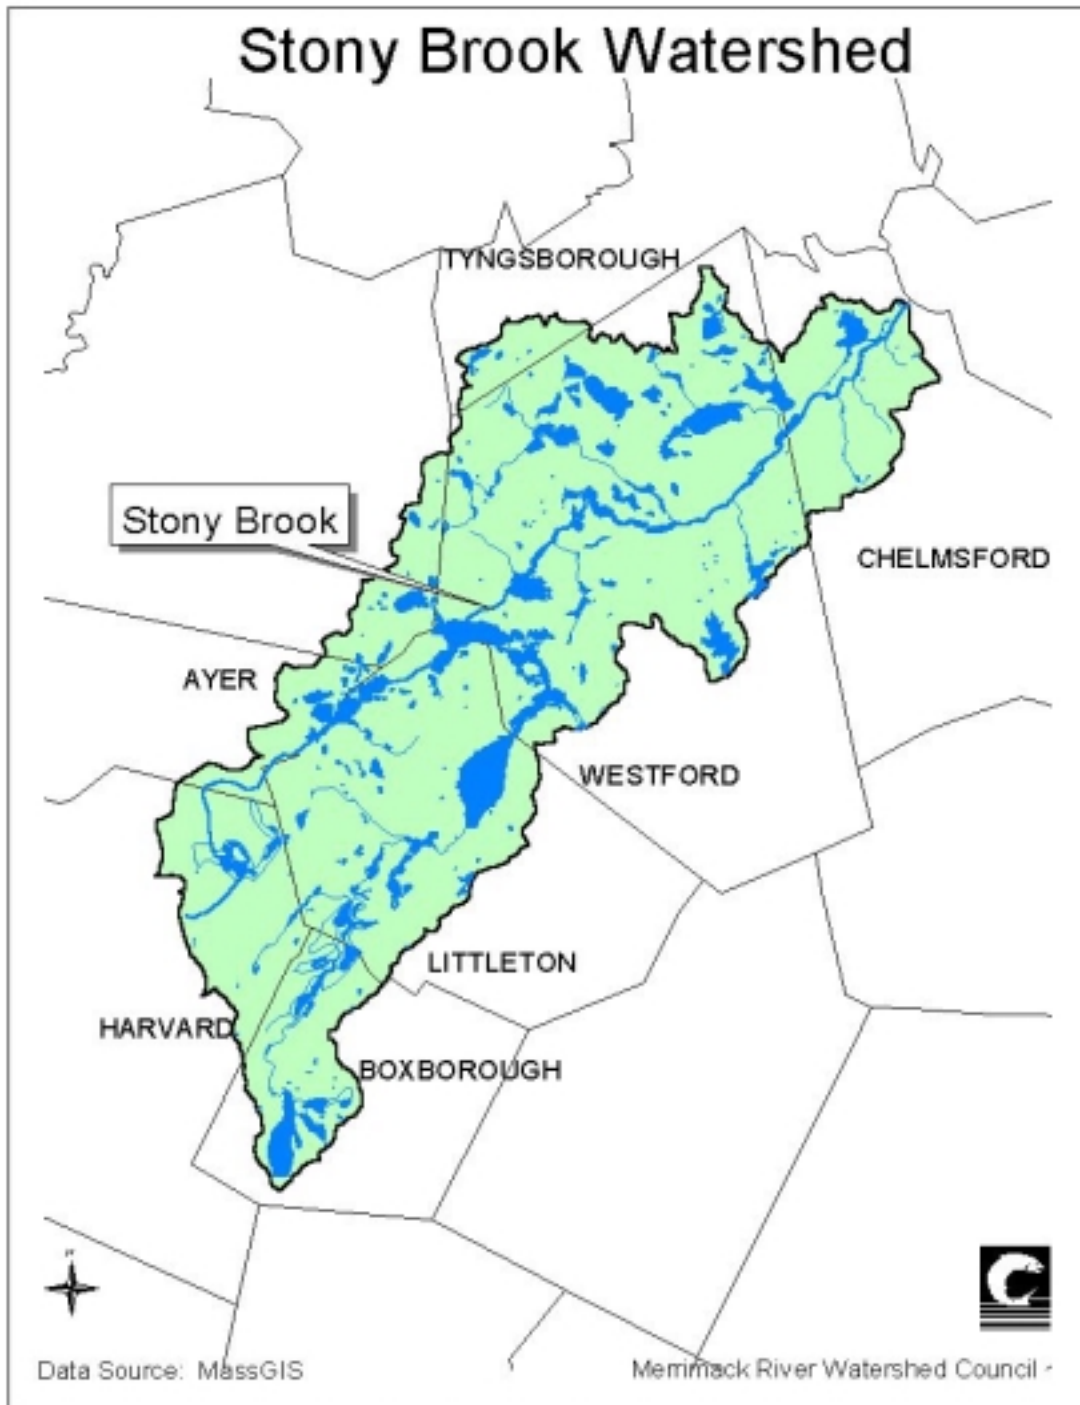 Stony Brook Watershed
TYNGSBOROUGH
Stony Brook
CHELMSFORD
AYER
WESTFORD
LITTLETON
HARVARD
BOXBOROUGH
N
Data Source: MassGIS
Merrimack River Watershed Council